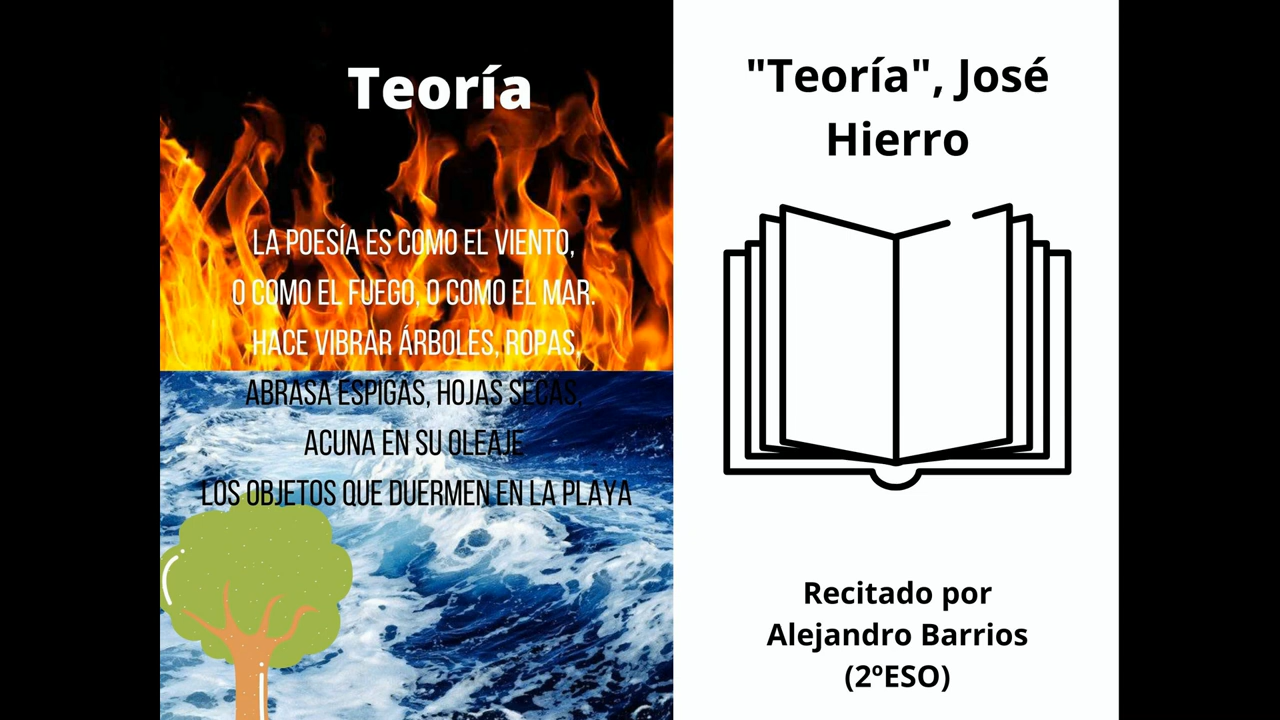 Teoría
LA POESÍA ES COMO EL VIENTO,
O COMO EL FUEGO, O COMO EL MAR.
HACE VIBRAR ÁRBOLES, ROPAS,
ABRASA ESPIGAS, HOJAS SECAS,
ACUNA EN SU OLEAJE
LOS OBJETOS QUE DUERMEN EN LA PLAYA
"Teoría", José
Hierro
Recitado por
Alejandro Barrios
(2ºESO)